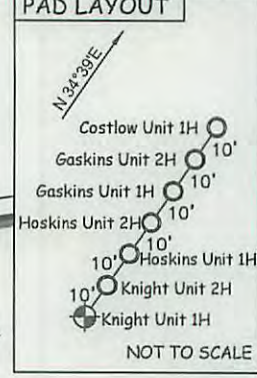 PAD LAYOUT
N 34°39'E
Costlow Unit 1H
10'
Gaskins Unit 2H
10'
Gaskins Unit 1H
10'
Hoskins Unit 2H
10'
10' Hoskins Unit 1H
10' Knight Unit 2H
Knight Unit 1H
NOT TO SCALE